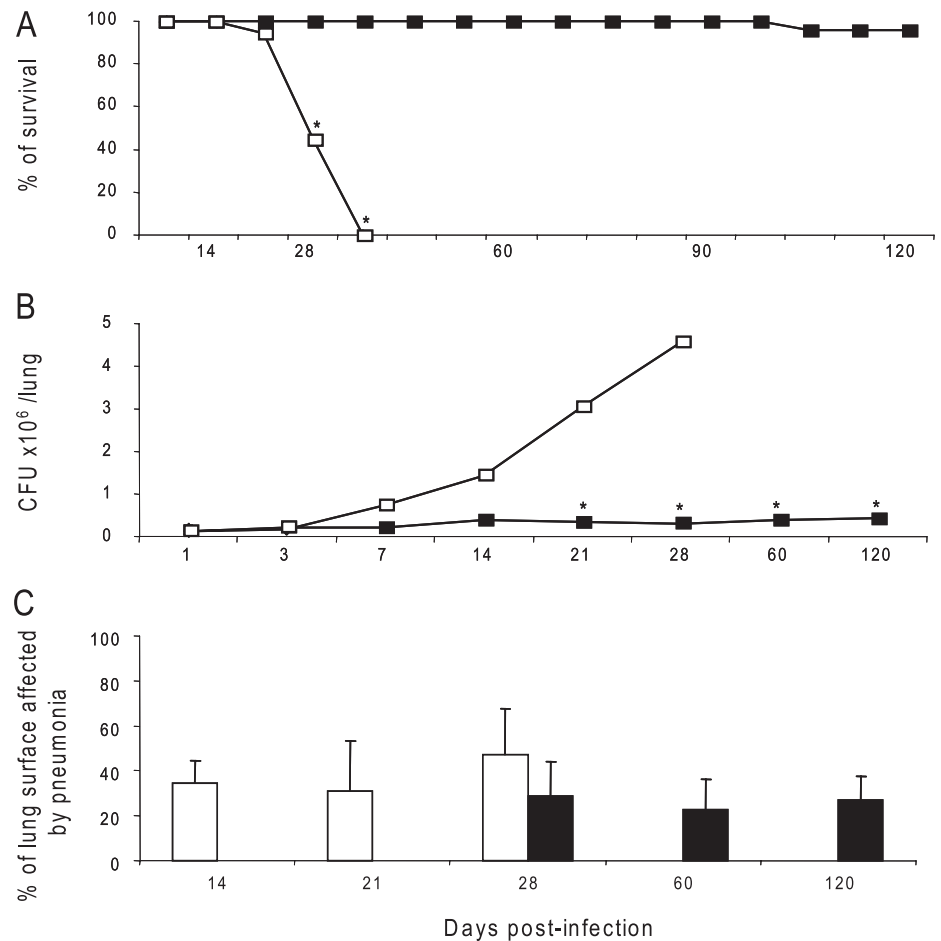 A
% of survival
100
80
60
40
20
0
*
*
14 28 60 90 120
B
CFU x10⁶ /lung
5
4
3
2
1
0
* * * *
1 3 7 14 21 28 60 120
C
% of lung surface affected
by pneumonia
100
80
60
40
20
0
14 21 28 60 120
Days post-infection